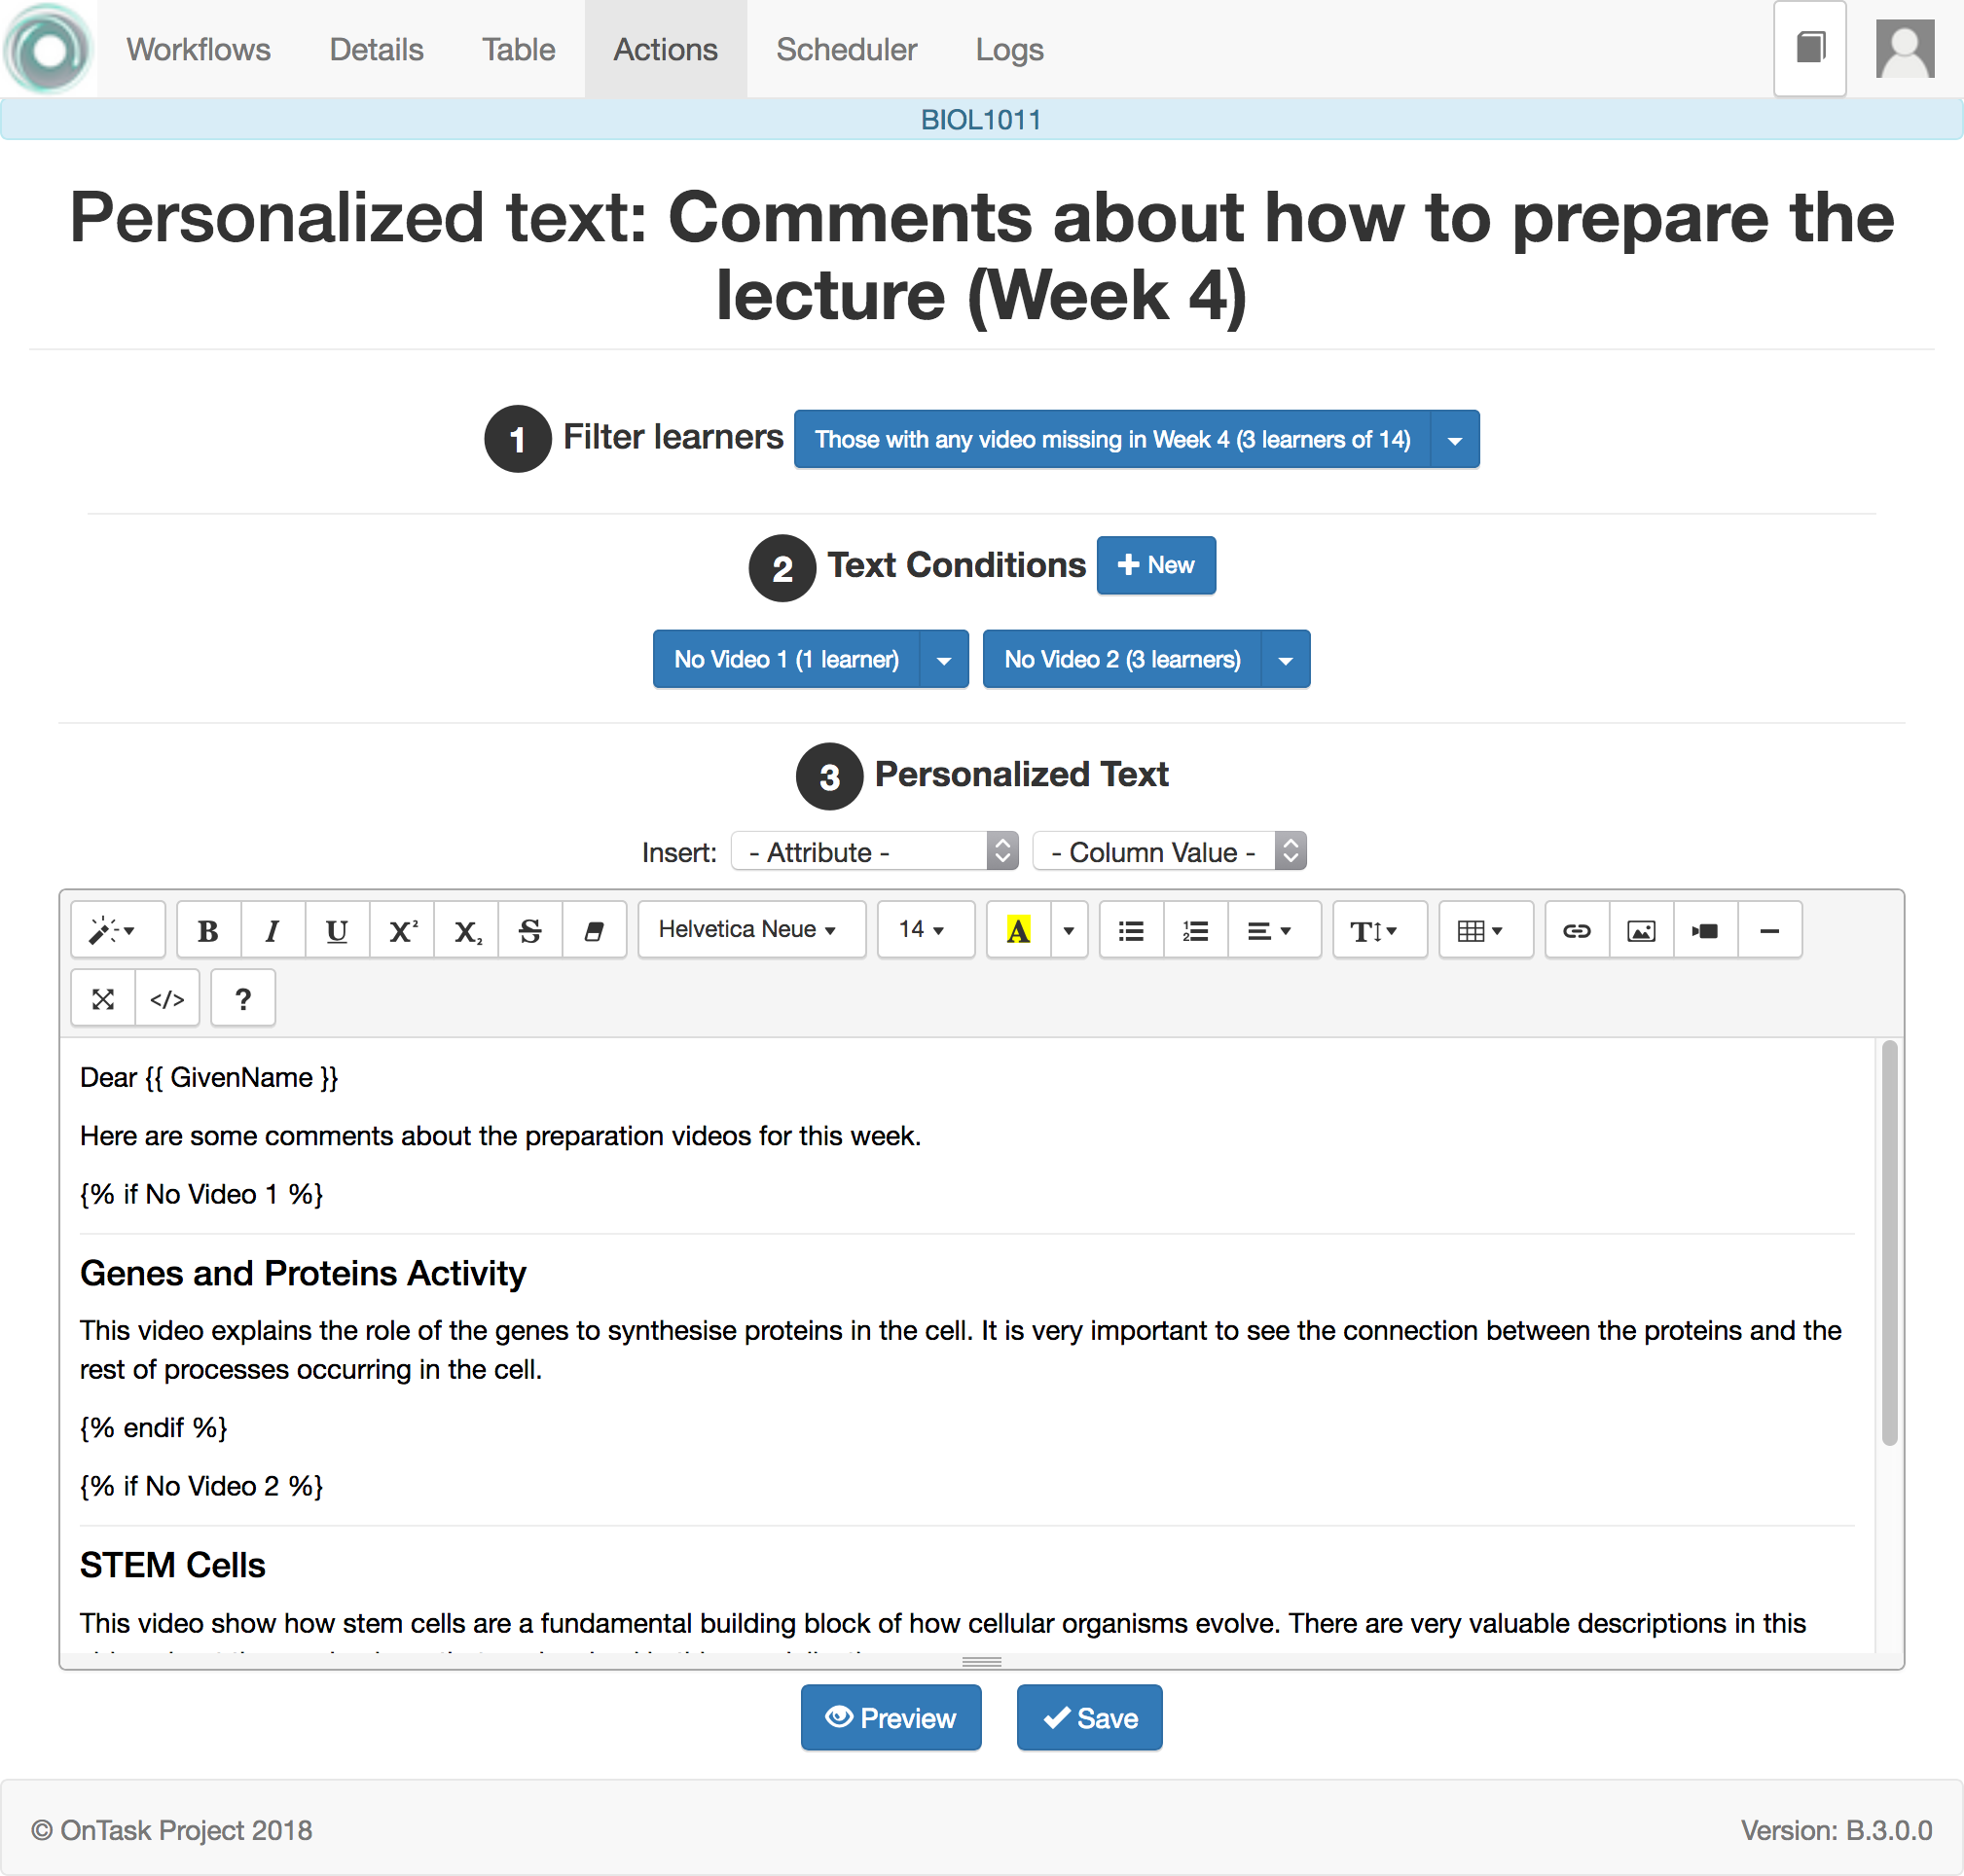 Workflows Details Table Actions Scheduler Logs
BIOL1011
Personalized text: Comments about how to prepare the
lecture (Week 4)
1 Filter learners Those with any video missing in Week 4 (3 learners of 14)
2 Text Conditions + New
No Video 1 (1 learner) No Video 2 (3 learners)
3 Personalized Text
Insert: - Attribute - - Column Value -
B I U X² X₂ S Helvetica Neue 14 A T
</> ?
Dear {{ GivenName }}
Here are some comments about the preparation videos for this week.
{% if No Video 1 %}
Genes and Proteins Activity
This video explains the role of the genes to synthesise proteins in the cell. It is very important to see the connection between the proteins and the
rest of processes occurring in the cell.
{% endif %}
{% if No Video 2 %}
STEM Cells
This video show how stem cells are a fundamental building block of how cellular organisms evolve. There are very valuable descriptions in this
Preview Save
© OnTask Project 2018 Version: B.3.0.0